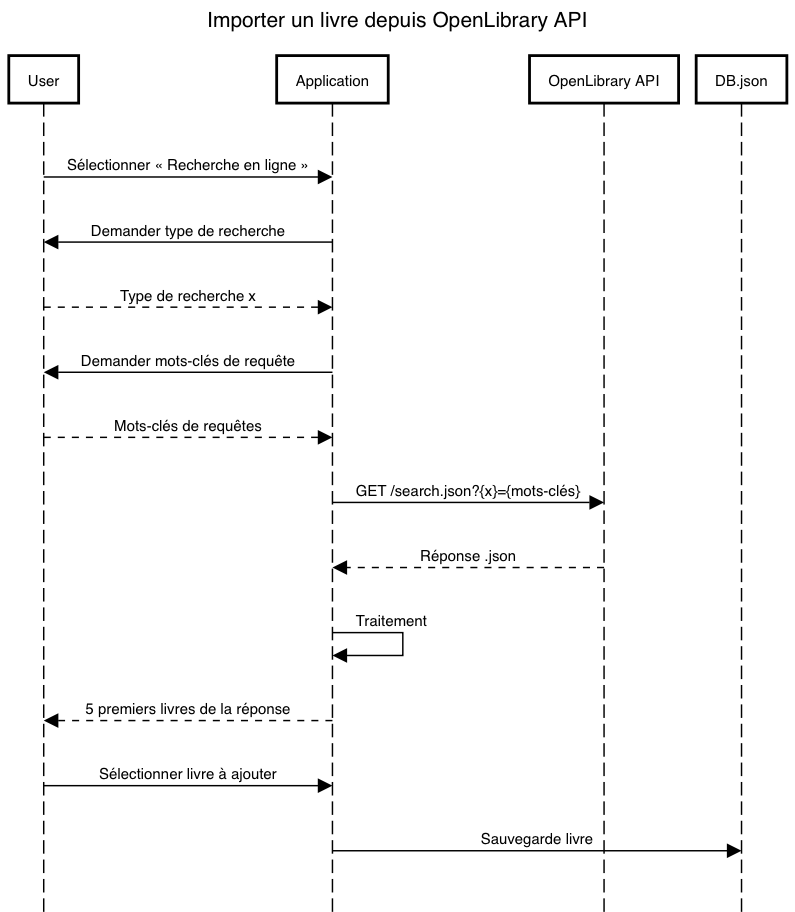 Importer un livre depuis OpenLibrary API
User
Application
OpenLibrary API
DB.json
Sélectionner « Recherche en ligne »
Demander type de recherche
Type de recherche x
Demander mots-clés de requête
Mots-clés de requêtes
GET /search.json?{x}={mots-clés}
Réponse .json
Traitement
5 premiers livres de la réponse
Sélectionner livre à ajouter
Sauvegarde livre